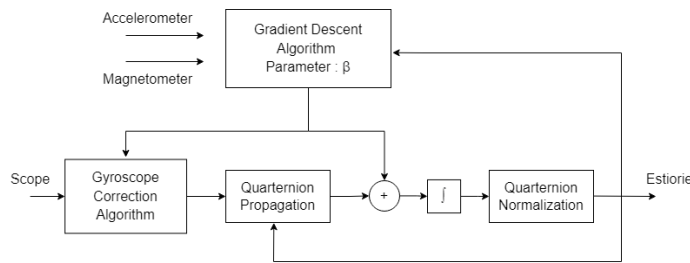 Accelerometer
Magnetometer
Gradient Descent
Algorithm
Parameter : β
Scope
Gyroscope
Correction
Algorithm
Quarternion
Propagation
+
∫
Quarternion
Normalization
Estiorie